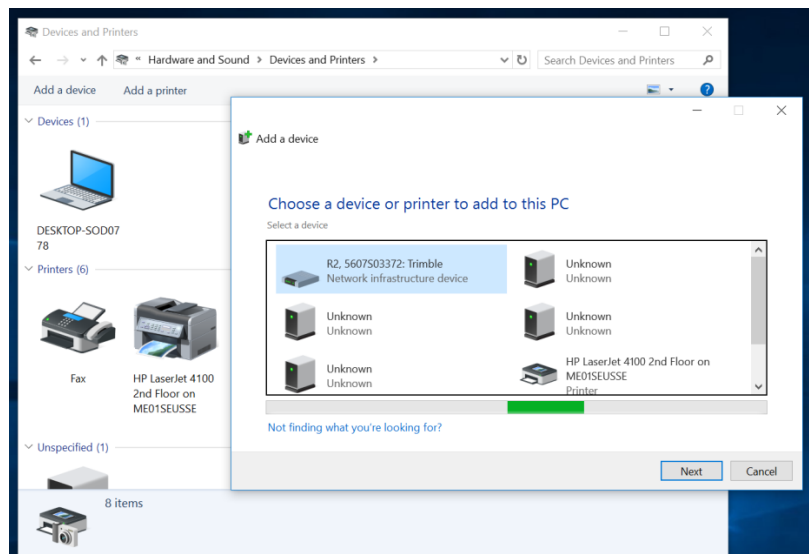 Devices and Printers
« Hardware and Sound > Devices and Printers >
Search Devices and Printers
Add a device Add a printer
Devices (1)
DESKTOP-SOD07
78
Printers (6)
Fax
HP LaserJet 4100
2nd Floor on
ME01SEUSSE
Unspecified (1)
8 items
Add a device
Choose a device or printer to add to this PC
Select a device
R2, 5607S03372: Trimble
Network infrastructure device
Unknown
Unknown
Unknown
Unknown
Unknown
Unknown
Unknown
Unknown
HP LaserJet 4100 2nd Floor on
ME01SEUSSE
Printer
Not finding what you're looking for?
Next Cancel